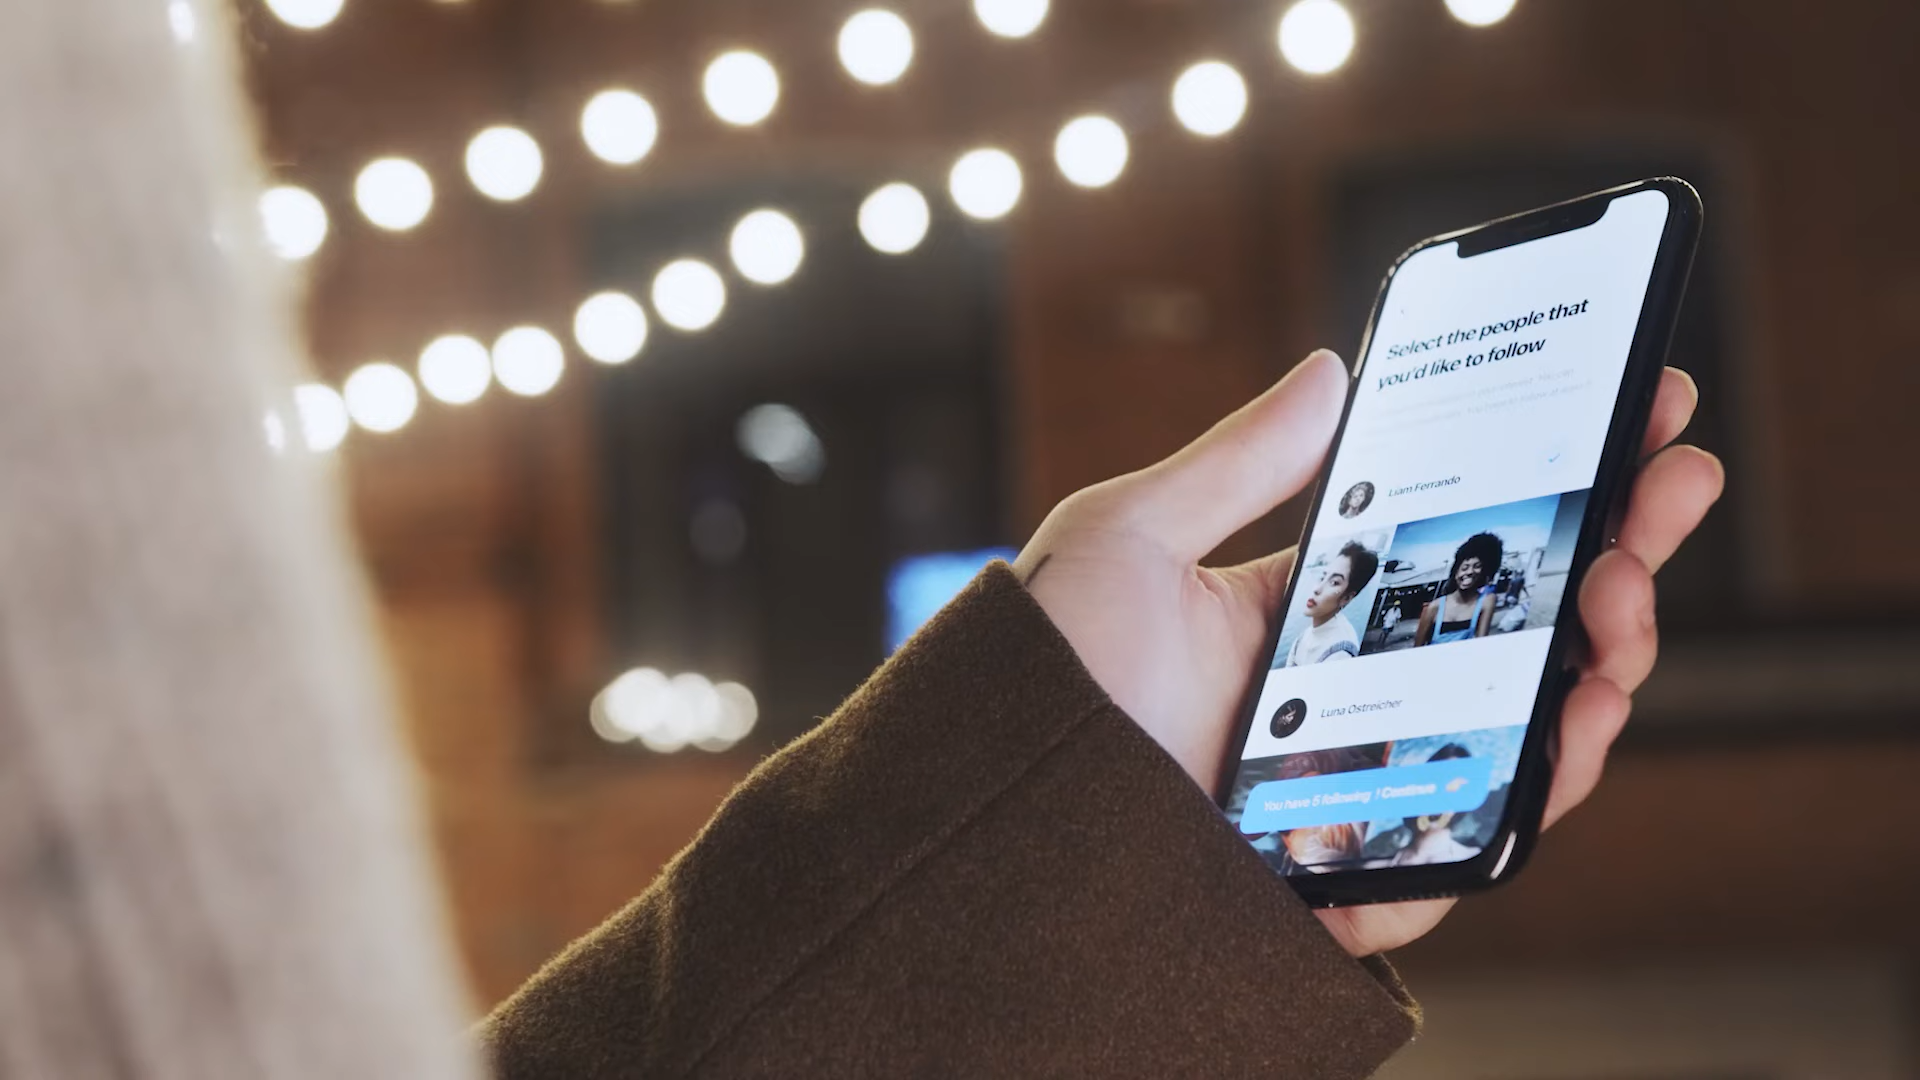 Select the people that
you'd like to follow
Liam Ferrando
Luna Ostreicher
You have 5 following ! Continue